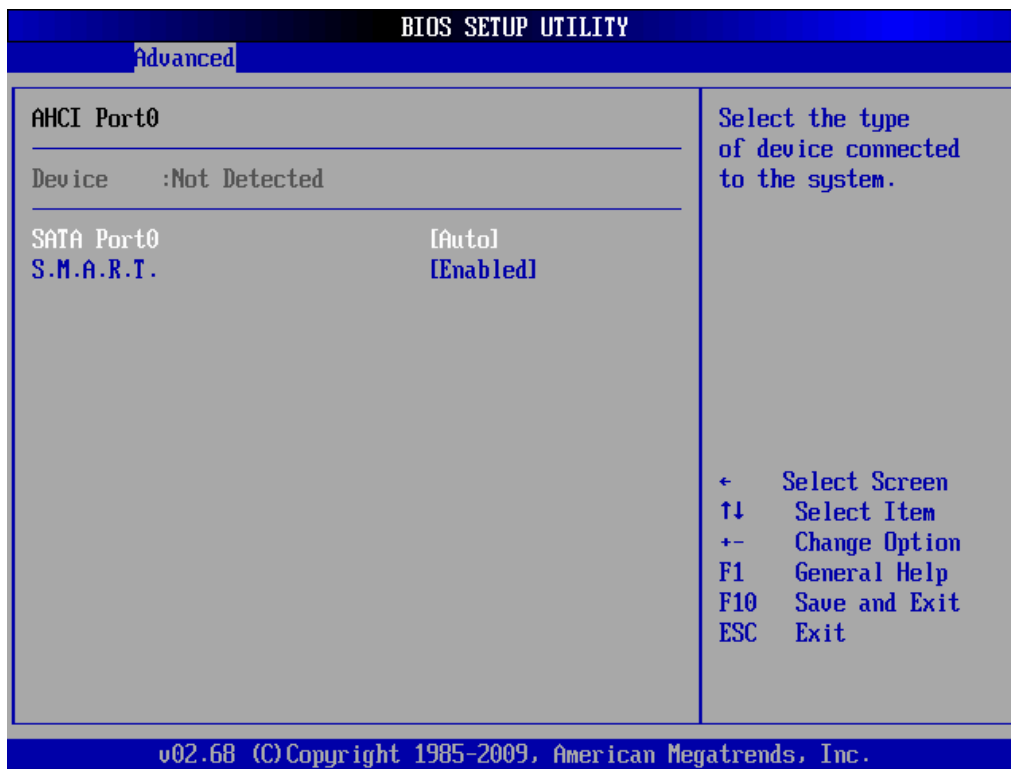 BIOS SETUP UTILITY
Advanced
AHCI Port0
Device :Not Detected
SATA Port0 [Auto]
S.M.A.R.T. [Enabled]
Select the type
of device connected
to the system.
← Select Screen
↑↓ Select Item
+- Change Option
F1 General Help
F10 Save and Exit
ESC Exit
v02.68 (C)Copyright 1985-2009, American Megatrends, Inc.